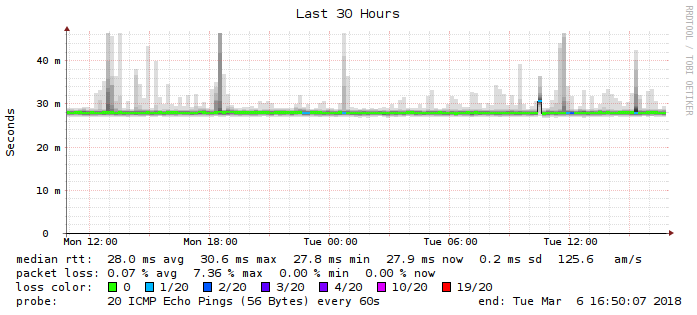 Last 30 Hours
RRDTOOL / TOBI OETIKER
Seconds
40 m
30 m
20 m
10 m
0
Mon 12:00 Mon 18:00 Tue 00:00 Tue 06:00 Tue 12:00
median rtt: 28.0 ms avg 30.6 ms max 27.8 ms min 27.9 ms now 0.2 ms sd 125.6 am/s
packet loss: 0.07 % avg 7.36 % max 0.00 % min 0.00 % now
loss color: 0 1/20 2/20 3/20 4/20 10/20 19/20
probe: 20 ICMP Echo Pings (56 Bytes) every 60s end: Tue Mar 6 16:50:07 2018